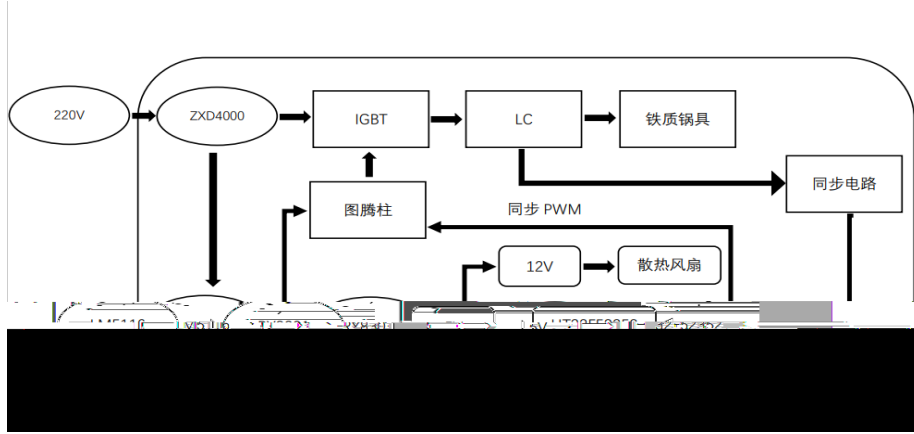 220V
ZXD4000
IGBT
LC
铁质锅具
同步电路
图腾柱
同步 PWM
12V
散热风扇